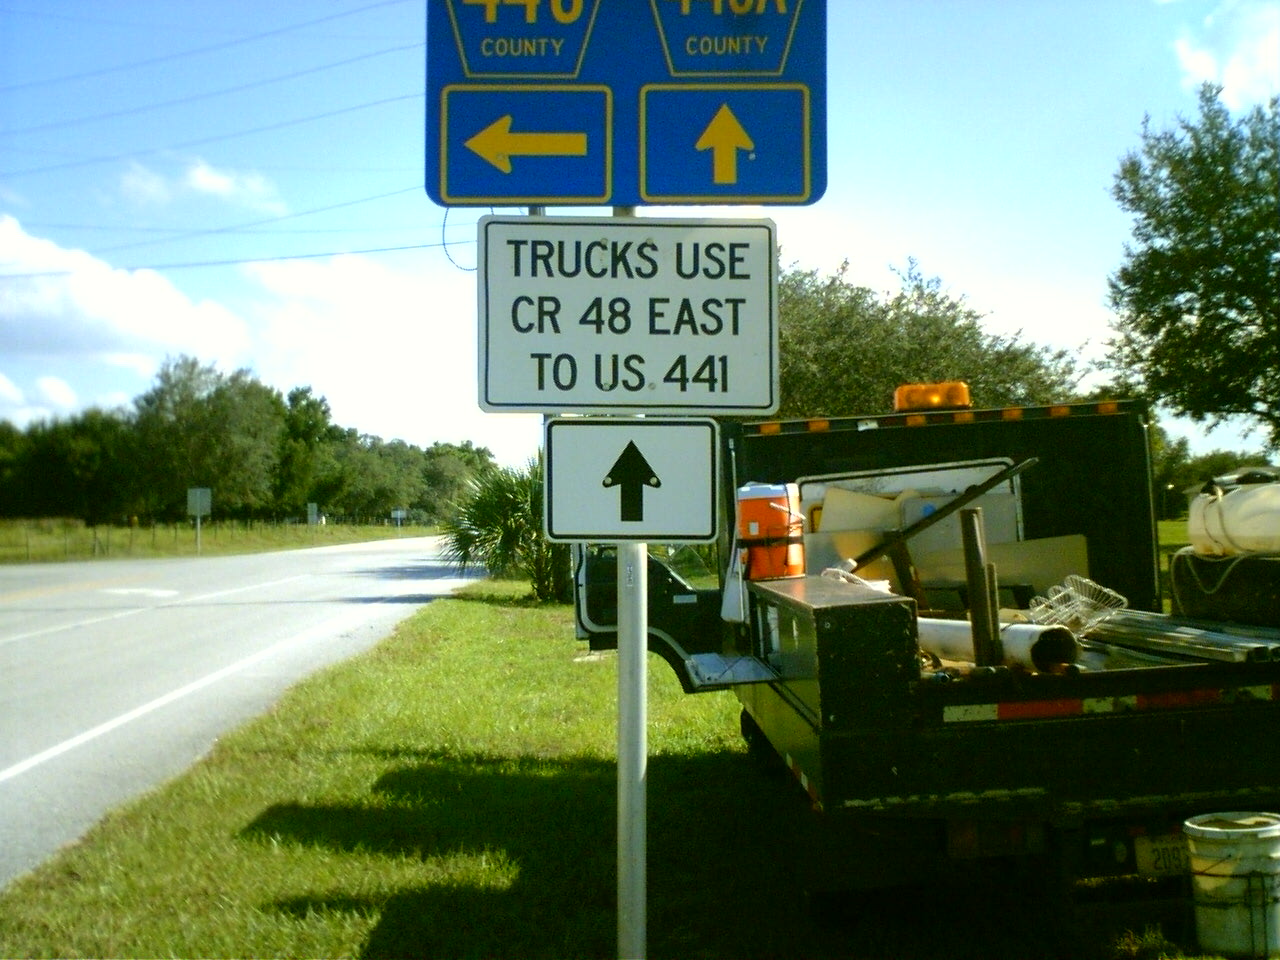 COUNTY COUNTY
TRUCKS USE
CR 48 EAST
TO US 441